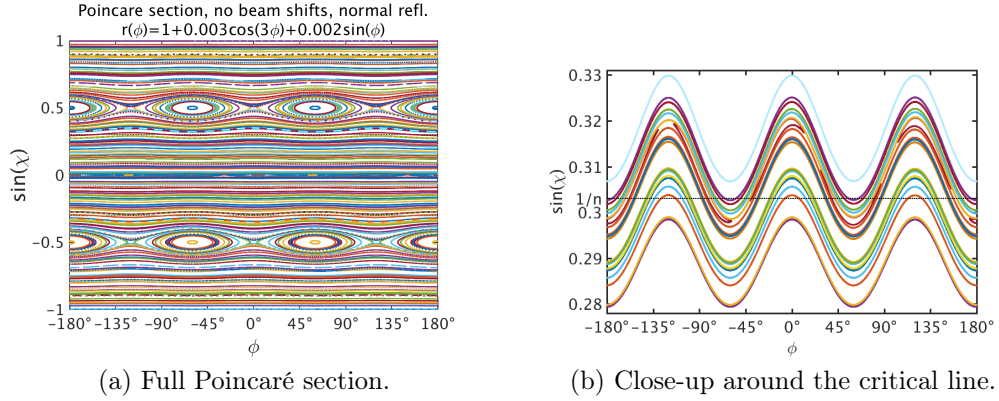 Poincare section, no beam shifts, normal refl.
r(ϕ)=1+0.003cos(3ϕ)+0.002sin(ϕ)
1
0.5
0
−0.5
−1
sin(χ)
−180° −135° −90° −45° 0° 45° 90° 135° 180°
ϕ
(a) Full Poincaré section.
0.33
0.32
0.31
1/n
0.3
0.29
0.28
sin(χ)
−180° −135° −90° −45° 0° 45° 90° 135° 180°
ϕ
(b) Close-up around the critical line.